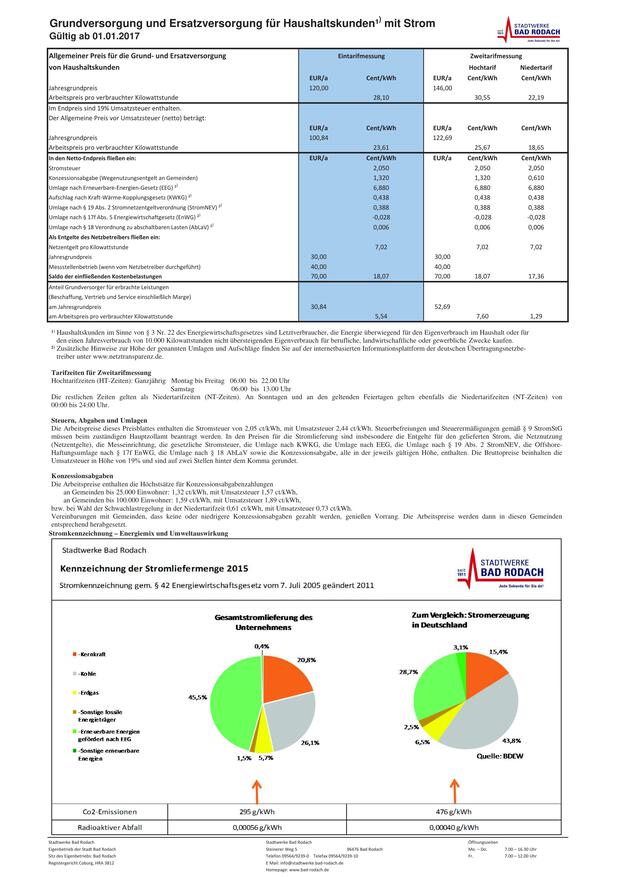 Grundversorgung und Ersatzversorgung für Haushaltskunden¹⁾ mit Strom
Gültig ab 01.01.2017
STADTWERKE
BAD RODACH
seit 1911
Jede Sekunde für Sie!
Allgemeiner Preis für die Grund- und Ersatzversorgung Eintarifmessung Zweitarifmessung
von Haushaltskunden Hochtarif Niedertarif
EUR/a Cent/kWh EUR/a Cent/kWh Cent/kWh
Jahresgrundpreis 120,00 146,00
Arbeitspreis pro verbrauchter Kilowattstunde 28,10 30,55 22,19
Im Endpreis sind 19% Umsatzsteuer enthalten.
Der Allgemeine Preis vor Umsatzsteuer (netto) beträgt:
EUR/a Cent/kWh EUR/a Cent/kWh Cent/kWh
Jahresgrundpreis 100,84 122,69
Arbeitspreis pro verbrauchter Kilowattstunde 23,61 25,67 18,65
In den Netto-Endpreis fließen ein: EUR/a Cent/kWh EUR/a Cent/kWh Cent/kWh
Stromsteuer 2,050 2,050 2,050
Konzessionsabgabe (Wegenutzungsentgelt an Gemeinden) 1,320 1,320 0,610
Umlage nach Erneuerbare-Energien-Gesetz (EEG) ²⁾ 6,880 6,880 6,880
Aufschlag nach Kraft-Wärme-Kopplungsgesetz (KWKG) ²⁾ 0,438 0,438 0,438
Umlage nach § 19 Abs. 2 Stromnetzentgeltverordnung (StromNEV) ²⁾ 0,388 0,388 0,388
Umlage nach § 17f Abs. 5 Energiewirtschaftsgesetz (EnWG) ²⁾ -0,028 -0,028 -0,028
Umlage nach § 18 Verordnung zu abschaltbaren Lasten (AbLaV) ²⁾ 0,006 0,006 0,006
Als Entgelte des Netzbetreibers fließen ein:
Netzentgelt pro Kilowattstunde 7,02 7,02 7,02
Jahresgrundpreis 30,00 30,00
Messstellenbetrieb (wenn vom Netzbetreiber durchgeführt) 40,00 40,00
Saldo der einfließenden Kostenbelastungen 70,00 18,07 70,00 18,07 17,36
Anteil Grundversorger für erbrachte Leistungen
(Beschaffung, Vertrieb und Service einschließlich Marge)
am Jahresgrundpreis 30,84 52,69
am Arbeitspreis pro verbrauchter Kilowattstunde 5,54 7,60 1,29
¹⁾ Haushaltskunden im Sinne von § 3 Nr. 22 des Energiewirtschaftsgesetzes sind Letztverbraucher, die Energie überwiegend für den Eigenverbrauch im Haushalt oder für
den einen Jahresverbrauch von 10.000 Kilowattstunden nicht übersteigenden Eigenverbrauch für berufliche, landwirtschaftliche oder gewerbliche Zwecke kaufen.
²⁾ Zusätzliche Hinweise zur Höhe der genannten Umlagen und Aufschläge finden Sie auf der internetbasierten Informationsplattform der deutschen Übertragungsnetzbe-
treiber unter www.netztransparenz.de.
Tarifzeiten für Zweitarifmessung
Hochtarifzeiten (HT-Zeiten): Ganzjährig Montag bis Freitag 06:00 bis 22.00 Uhr
Samstag 06:00 bis 13.00 Uhr
Die restlichen Zeiten gelten als Niedertarifzeiten (NT-Zeiten). An Sonntagen und an den geltenden Feiertagen gelten ebenfalls die Niedertarifzeiten (NT-Zeiten) von
00:00 bis 24:00 Uhr.
Steuern, Abgaben und Umlagen
Die Arbeitspreise dieses Preisblattes enthalten die Stromsteuer von 2,05 ct/kWh, mit Umsatzsteuer 2,44 ct/kWh. Steuerbefreiungen und Steuerermäßigungen gemäß § 9 StromStG
müssen beim zuständigen Hauptzollamt beantragt werden. In den Preisen für die Stromlieferung sind insbesondere die Entgelte für den gelieferten Strom, die Netznutzung
(Netzentgelte), die Messeinrichtung, die gesetzliche Stromsteuer, die Umlage nach KWKG, die Umlage nach EEG, die Umlage nach § 19 Abs. 2 StromNEV, die Offshore-
Haftungsumlage nach § 17f EnWG, die Umlage nach § 18 AbLaV sowie die Konzessionsabgabe, alle in der jeweils gültigen Höhe, enthalten. Die Bruttopreise beinhalten die
Umsatzsteuer in Höhe von 19% und sind auf zwei Stellen hinter dem Komma gerundet.
Konzessionsabgaben
Die Arbeitspreise enthalten die Höchstsätze für Konzessionsabgabenzahlungen
an Gemeinden bis 25.000 Einwohner: 1,32 ct/kWh, mit Umsatzsteuer 1,57 ct/kWh,
an Gemeinden bis 100.000 Einwohner: 1,59 ct/kWh, mit Umsatzsteuer 1,89 ct/kWh,
bzw. bei Wahl der Schwachlastregelung in der Niedertarifzeit 0,61 ct/kWh, mit Umsatzsteuer 0,73 ct/kWh.
Vereinbarungen mit Gemeinden, dass keine oder niedrigere Konzessionsabgaben gezahlt werden, genießen Vorrang. Die Arbeitspreise werden dann in diesen Gemeinden
entsprechend herabgesetzt.
Stromkennzeichnung – Energiemix und Umweltauswirkung
Stadtwerke Bad Rodach
Kennzeichnung der Stromliefermenge 2015
Stromkennzeichnung gem. § 42 Energiewirtschaftsgesetz vom 7. Juli 2005 geändert 2011
seit 1911
STADTWERKE
BAD RODACH
Jede Sekunde für Sie!
Gesamtstromlieferung des
Unternehmens
Zum Vergleich: Stromerzeugung
in Deutschland
-Kernkraft
-Kohle
-Erdgas
-Sonstige fossile
Energieträger
-Erneuerbare Energien
gefördert nach EEG
-Sonstige erneuerbare
Energien
0,4%
20,8%
45,5%
26,1%
1,5%
5,7%
3,1%
15,4%
28,7%
2,5%
6,5%
43,8%
Quelle: BDEW
Co2-Emissionen 295 g/kWh 476 g/kWh
Radioaktiver Abfall 0,00056 g/kWh 0,00040 g/kWh
Stadtwerke Bad Rodach
Eigenbetrieb der Stadt Bad Rodach
Sitz des Eigenbetriebs: Bad Rodach
Registergericht Coburg, HRA 3812
Stadtwerke Bad Rodach
Steinerer Weg 5 96476 Bad Rodach
Telefon 09564/9239-0 Telefax 09564/9239-10
E Mail: info@stadtwerke.bad-rodach.de
Homepage: www.bad-rodach.de
Öffnungszeiten
Mo. – Do. 7.00 – 16.30 Uhr
Fr. 7.00 – 12.00 Uhr